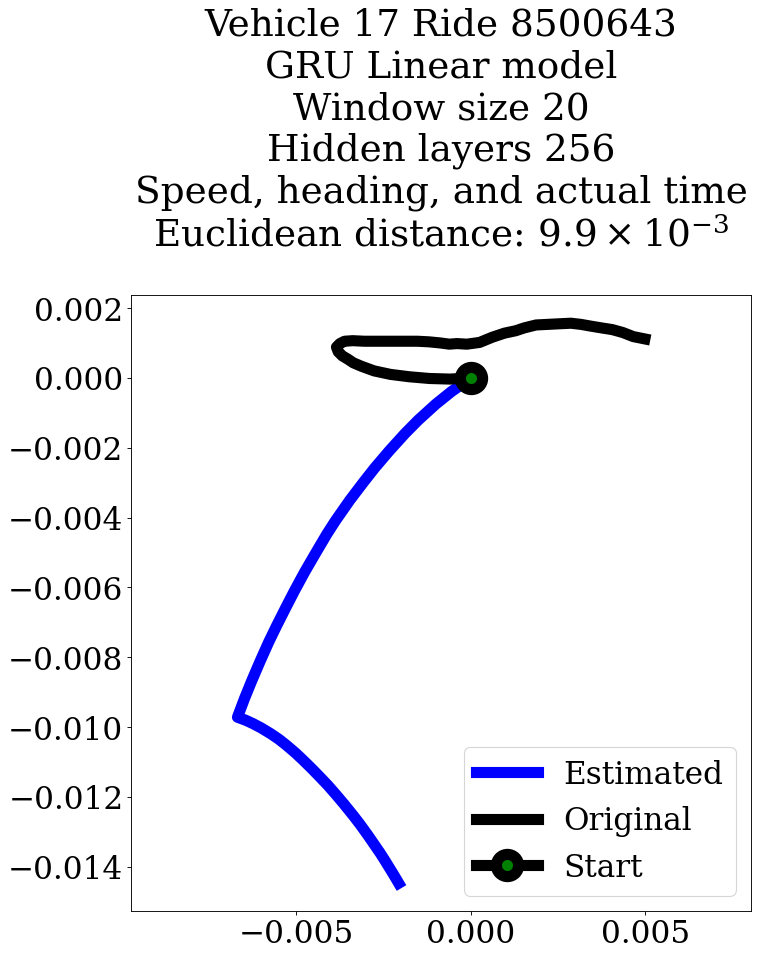 Vehicle 17 Ride 8500643
GRU Linear model
Window size 20
Hidden layers 256
Speed, heading, and actual time
Euclidean distance: 9.9 × 10⁻³
0.002
0.000
−0.002
−0.004
−0.006
−0.008
−0.010
−0.012
−0.014
Estimated
Original
Start
−0.005 0.000 0.005